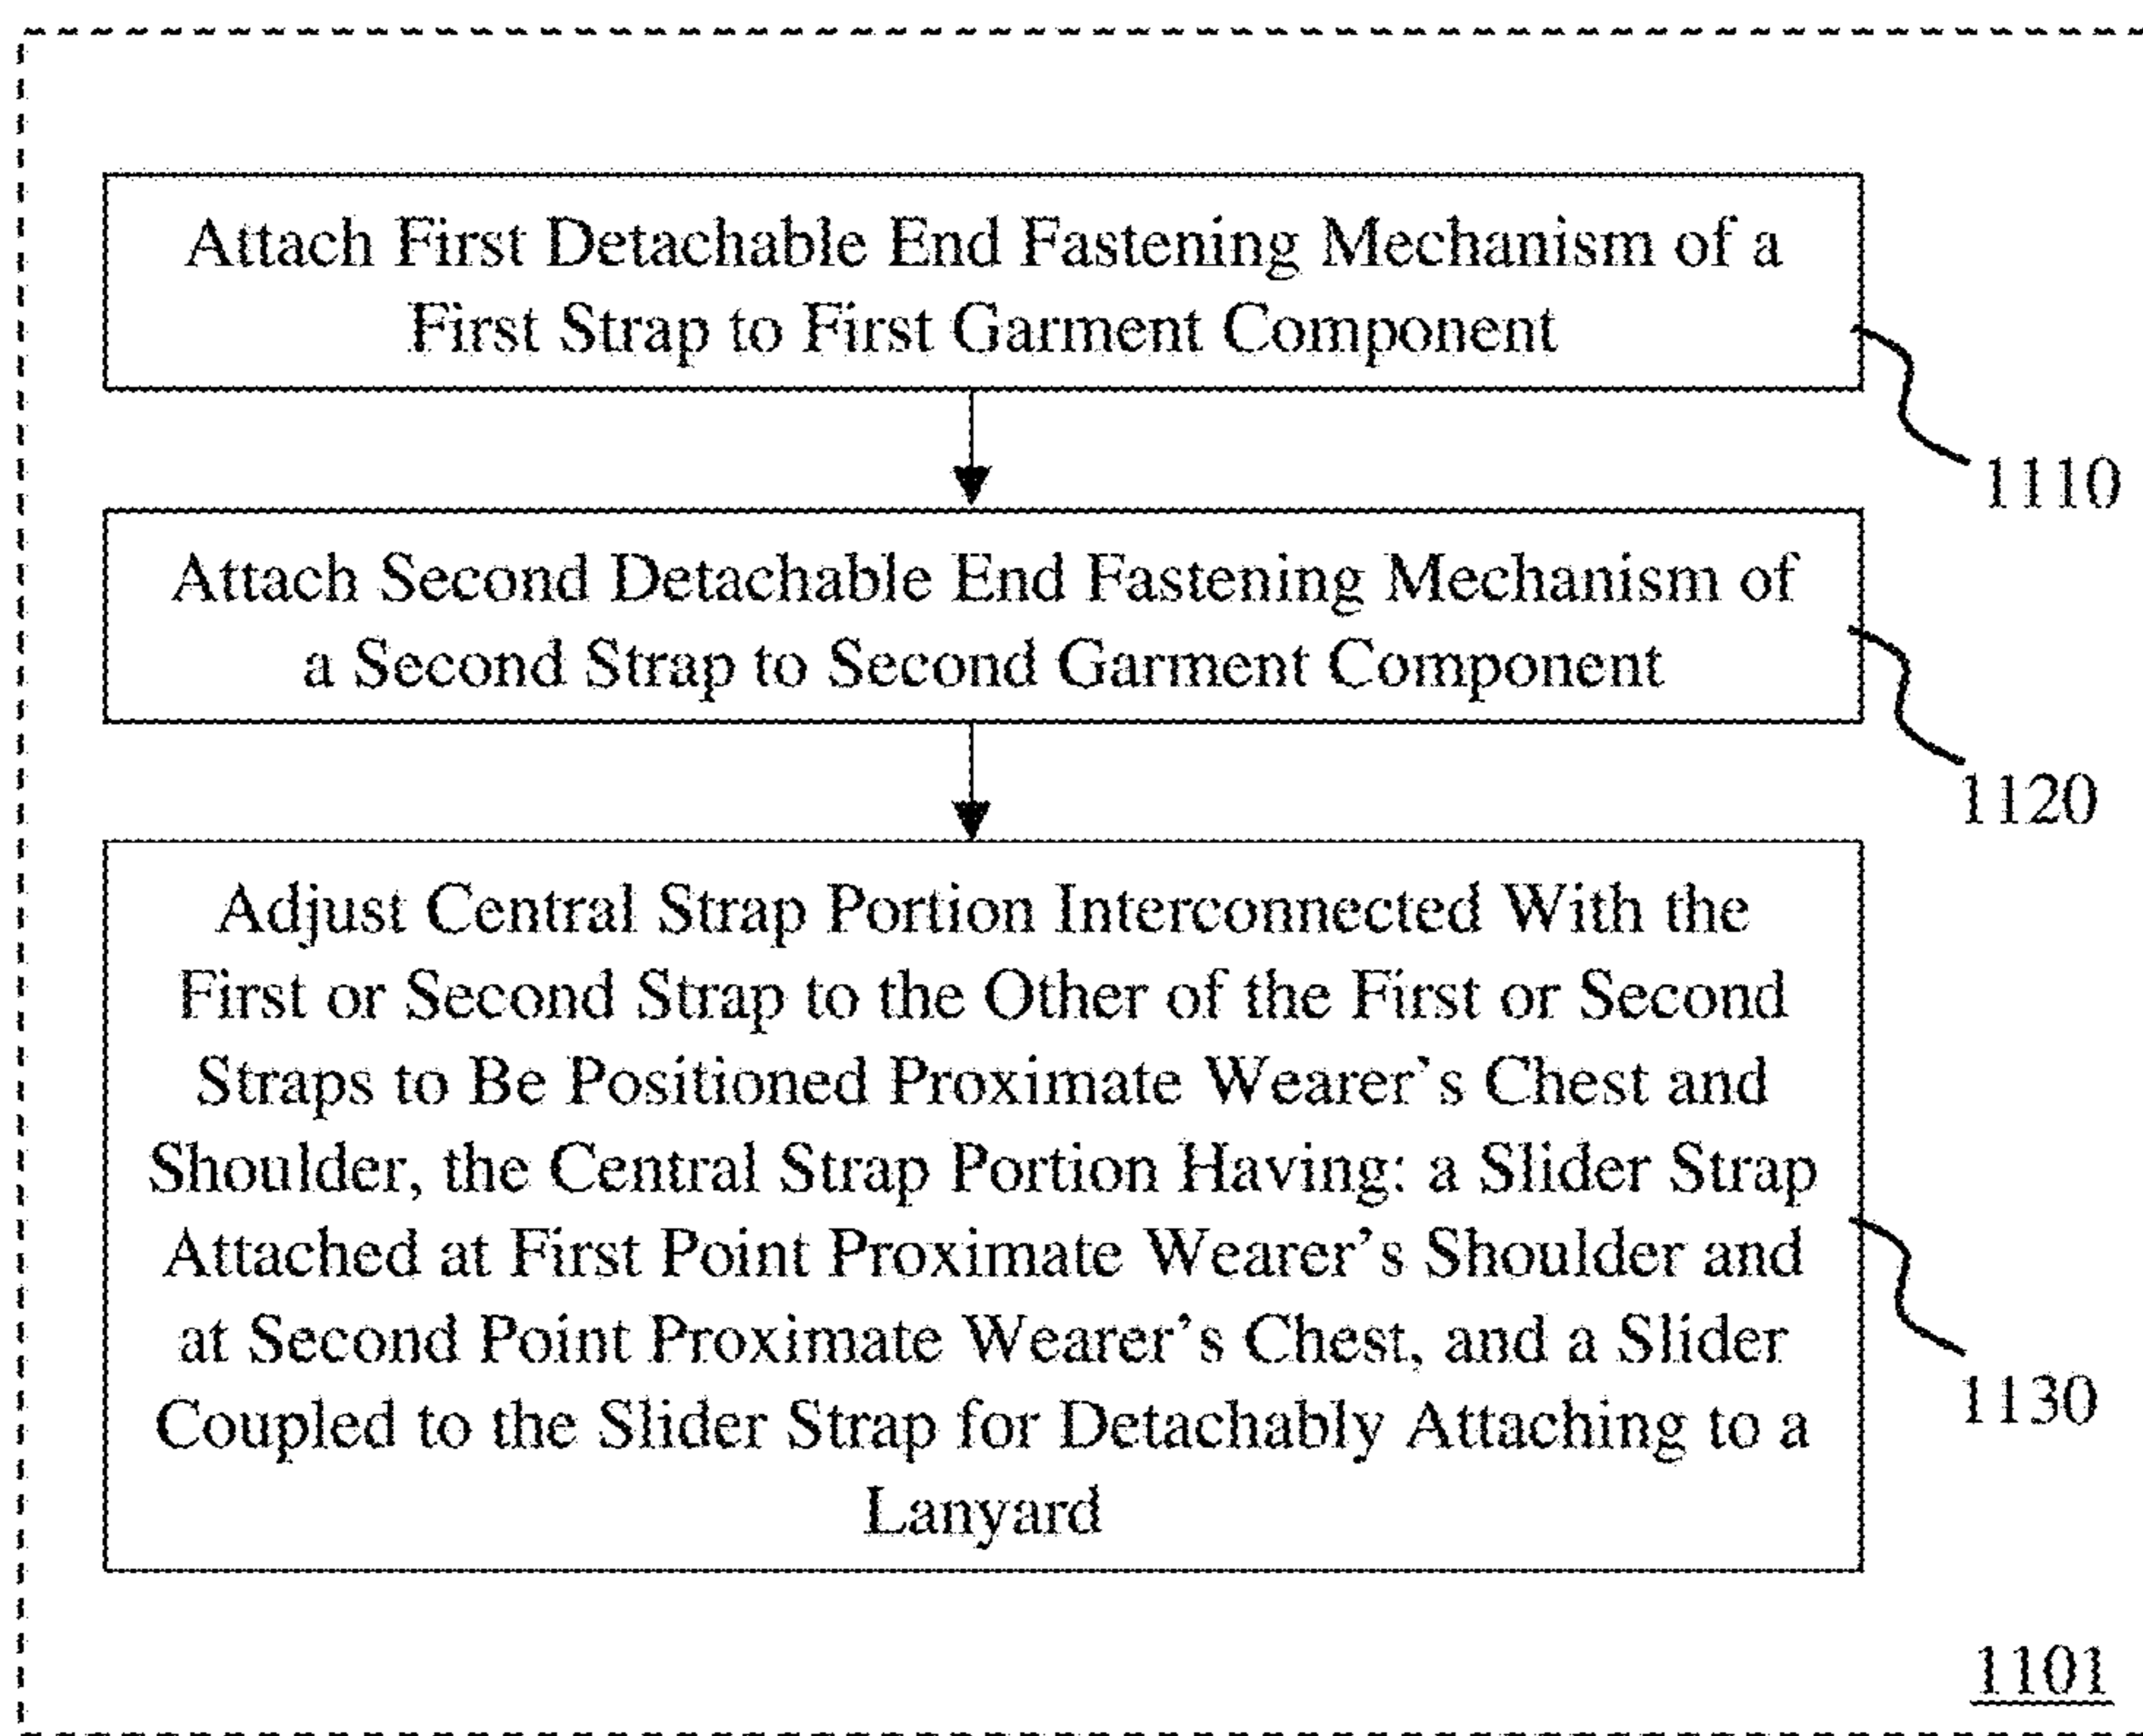 Attach First Detachable End Fastening Mechanism of a
First Strap to First Garment Component
1110
Attach Second Detachable End Fastening Mechanism of
a Second Strap to Second Garment Component
1120
Adjust Central Strap Portion Interconnected With the
First or Second Strap to the Other of the First or Second
Straps to Be Positioned Proximate Wearer's Chest and
Shoulder, the Central Strap Portion Having: a Slider Strap
Attached at First Point Proximate Wearer's Shoulder and
at Second Point Proximate Wearer's Chest, and a Slider
Coupled to the Slider Strap for Detachably Attaching to a
Lanyard
1130
1101